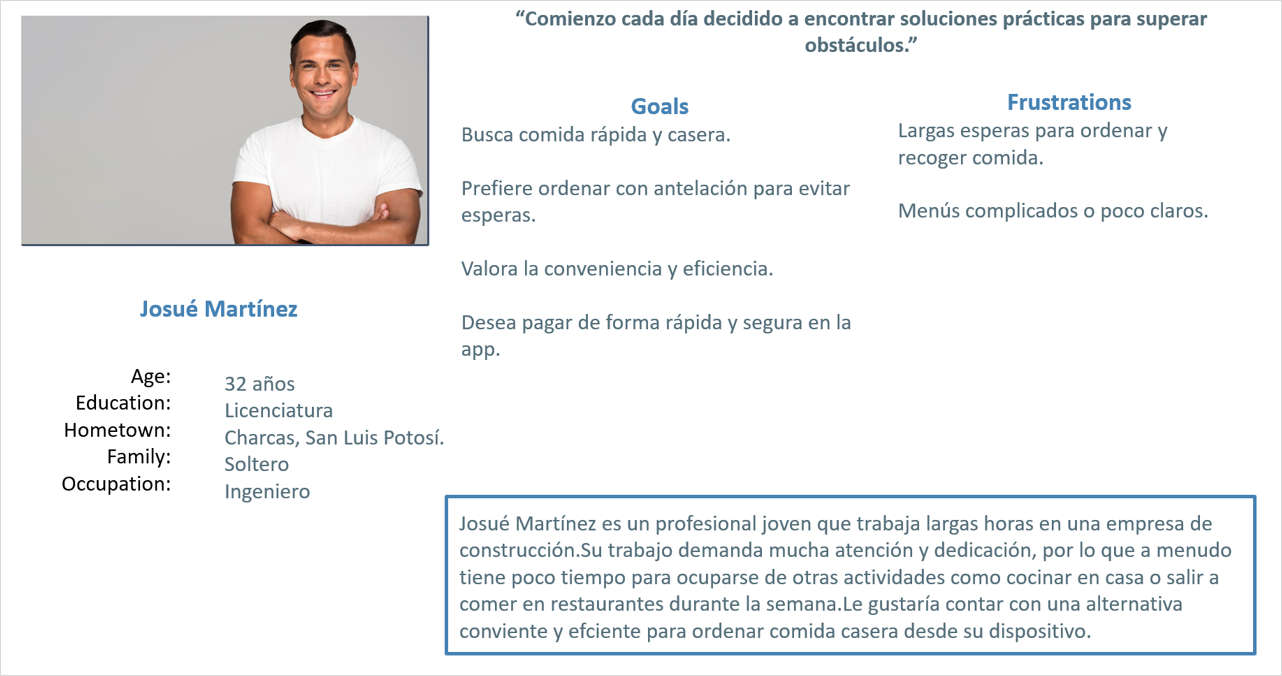 “Comienzo cada día decidido a encontrar soluciones prácticas para superar
obstáculos.”
Goals
Busca comida rápida y casera.
Prefiere ordenar con antelación para evitar
esperas.
Valora la conveniencia y eficiencia.
Desea pagar de forma rápida y segura en la
app.
Frustrations
Largas esperas para ordenar y
recoger comida.
Menús complicados o poco claros.
Josué Martínez
Age: 32 años
Education: Licenciatura
Hometown: Charcas, San Luis Potosí.
Family: Soltero
Occupation: Ingeniero
Josué Martínez es un profesional joven que trabaja largas horas en una empresa de
construcción.Su trabajo demanda mucha atención y dedicación, por lo que a menudo
tiene poco tiempo para ocuparse de otras actividades como cocinar en casa o salir a
comer en restaurantes durante la semana.Le gustaría contar con una alternativa
conviente y efciente para ordenar comida casera desde su dispositivo.